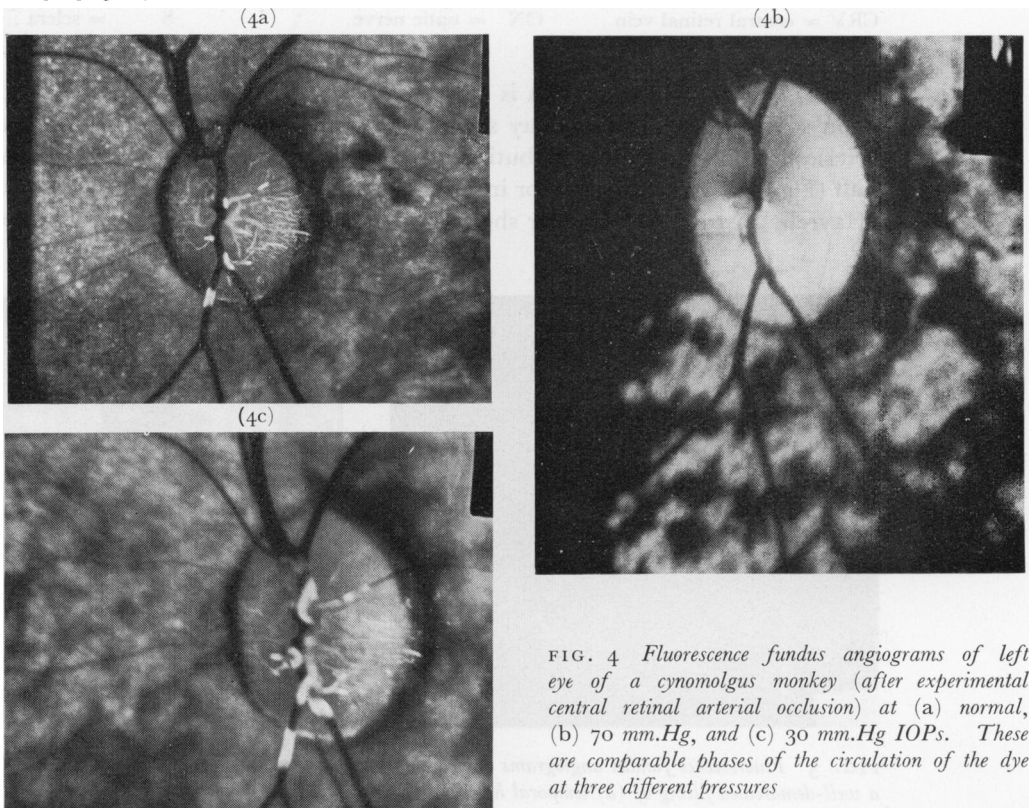 (4a)
(4b)
(4c)
FIG. 4 Fluorescence fundus angiograms of left
eye of a cynomolgus monkey (after experimental
central retinal arterial occlusion) at (a) normal,
(b) 70 mm.Hg, and (c) 30 mm.Hg IOPs. These
are comparable phases of the circulation of the dye
at three different pressures